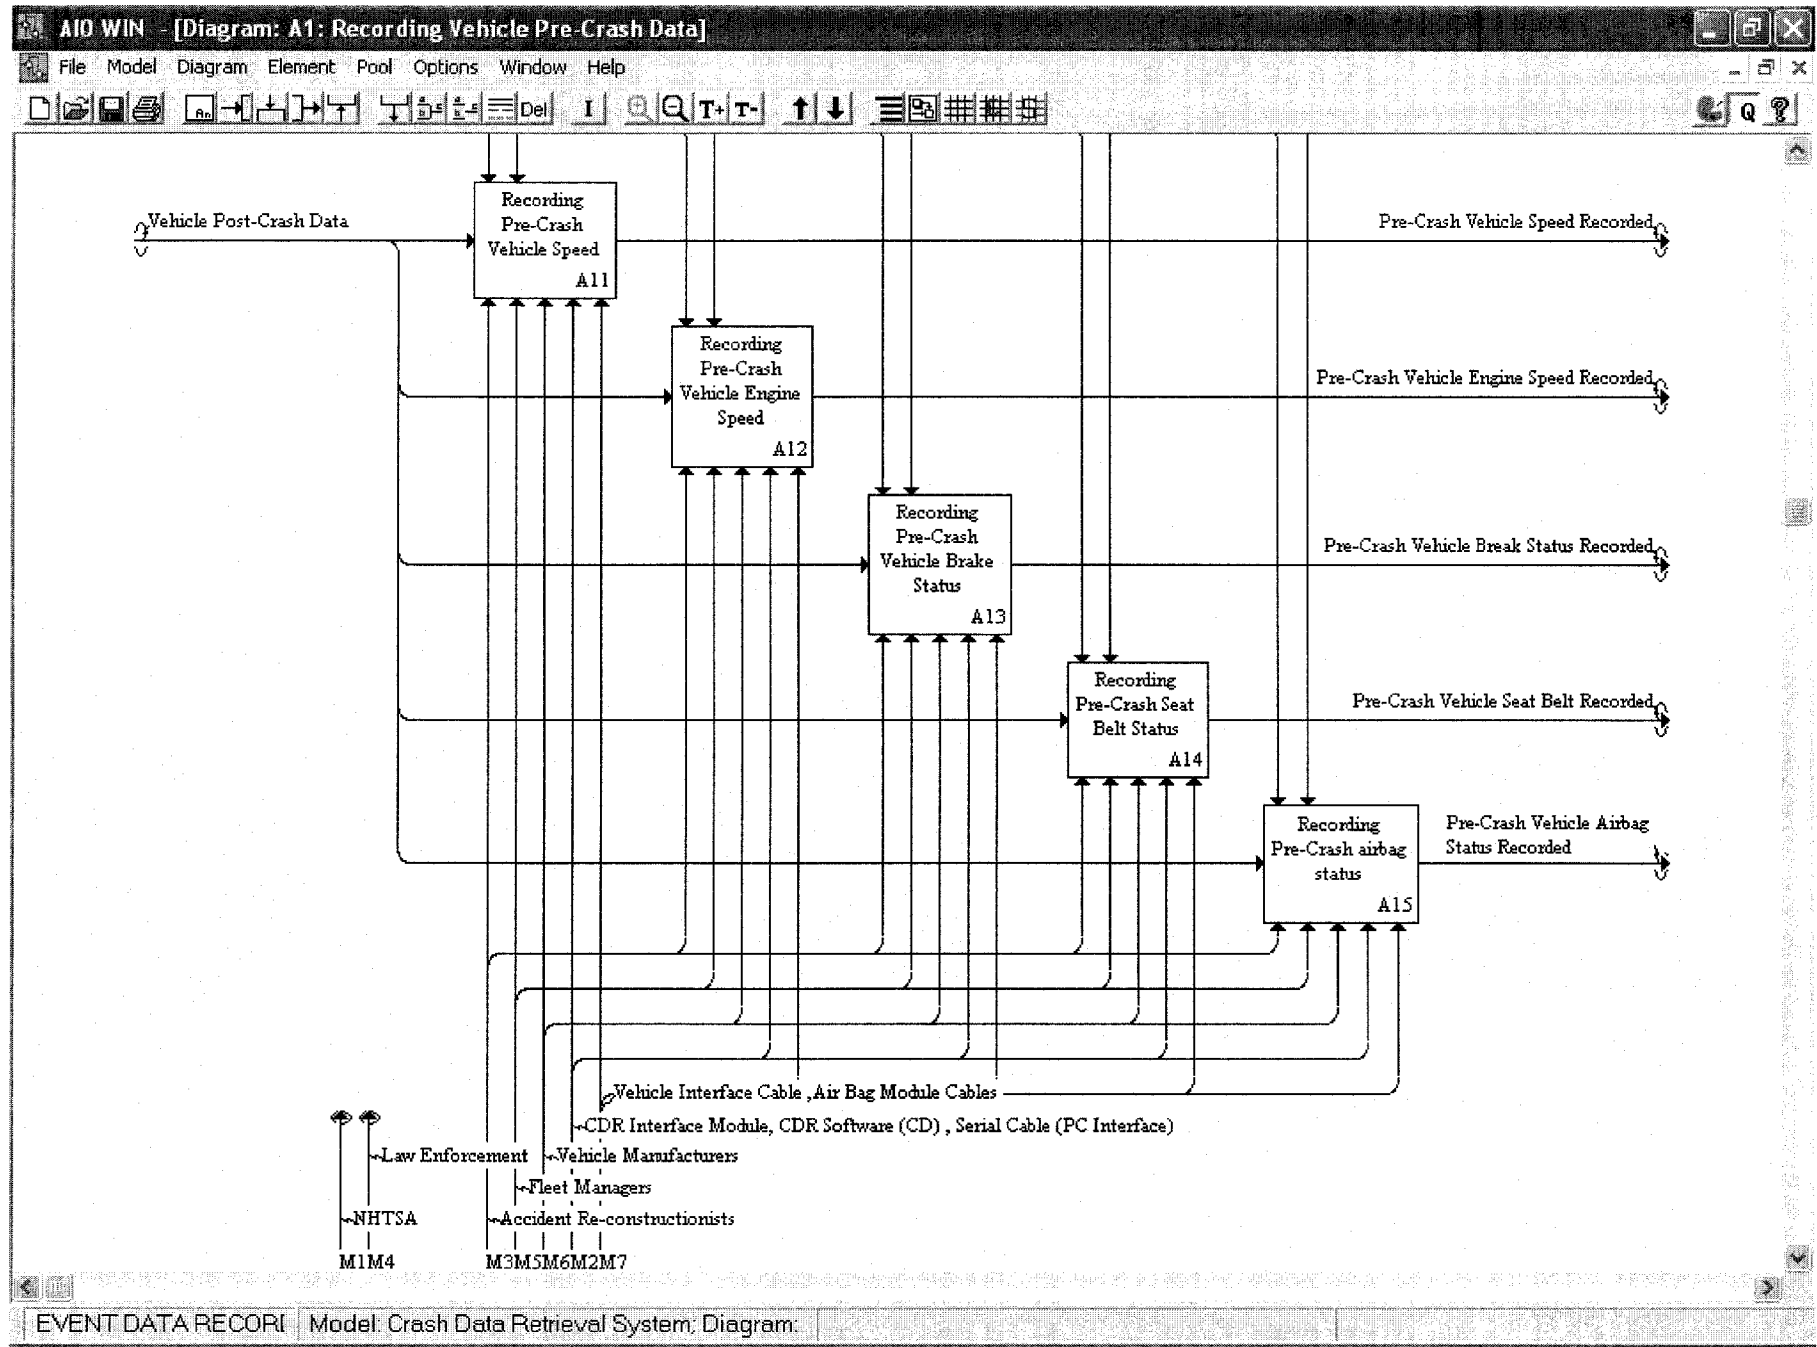 AI0 WIN - [Diagram: A1: Recording Vehicle Pre-Crash Data]
File Model Diagram Element Pool Options Window Help
An Del I T+ T- Q ?
Vehicle Post-Crash Data
Recording
Pre-Crash
Vehicle Speed
A11
Pre-Crash Vehicle Speed Recorded
Recording
Pre-Crash
Vehicle Engine
Speed
A12
Pre-Crash Vehicle Engine Speed Recorded
Recording
Pre-Crash
Vehicle Brake
Status
A13
Pre-Crash Vehicle Break Status Recorded
Recording
Pre-Crash Seat
Belt Status
A14
Pre-Crash Vehicle Seat Belt Recorded
Recording
Pre-Crash airbag
status
A15
Pre-Crash Vehicle Airbag
Status Recorded
Vehicle Interface Cable ,Air Bag Module Cables
CDR Interface Module, CDR Software (CD) , Serial Cable (PC Interface)
Law Enforcement
Vehicle Manufacturers
Fleet Managers
NHTSA
Accident Re-constructionists
M1M4 M3M5M6M2M7
EVENT DATA RECORI Model: Crash Data Retrieval System; Diagram: